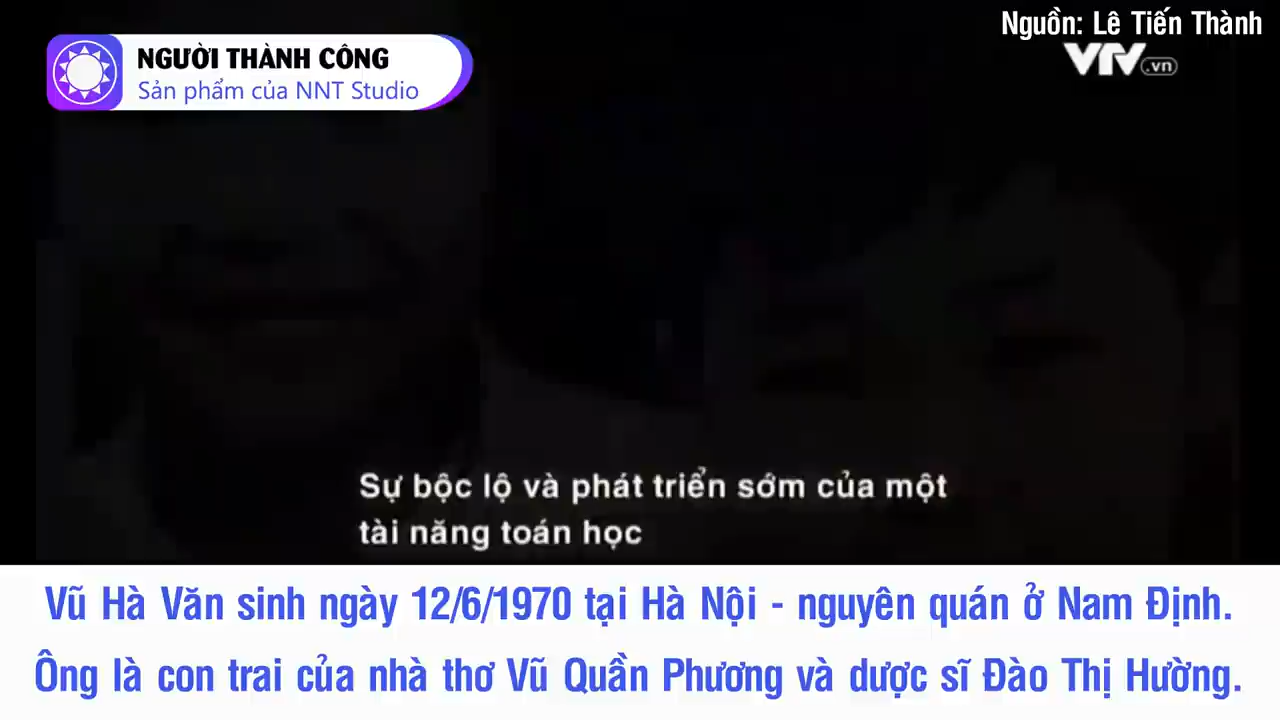 Nguồn: Lê Tiến Thành
VTV.vn
NGƯỜI THÀNH CÔNG
Sản phẩm của NNT Studio
Sự bộc lộ và phát triển sớm của một
tài năng toán học
Vũ Hà Văn sinh ngày 12/6/1970 tại Hà Nội - nguyên quán ở Nam Định.
Ông là con trai của nhà thơ Vũ Quần Phương và dược sĩ Đào Thị Hường.